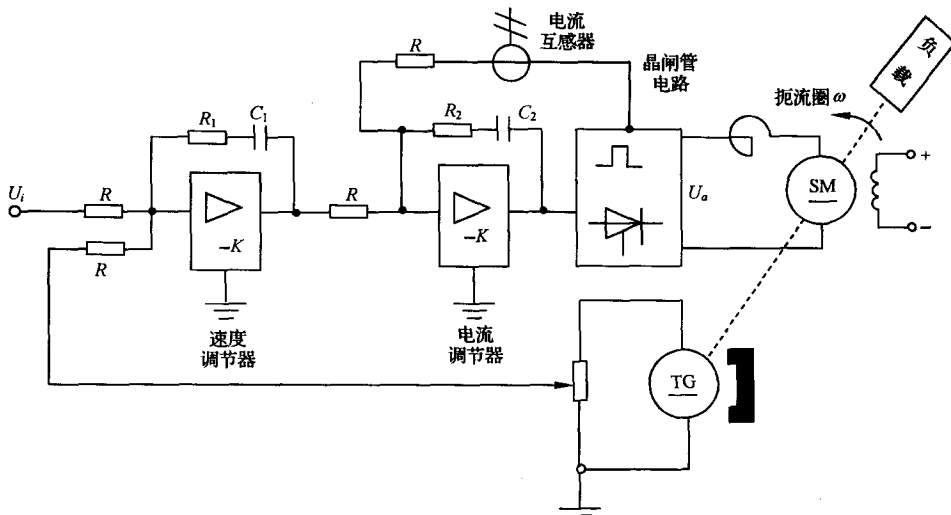 电流
互感器
R
晶闸管
电路
负
载
扼流圈 ω
R₁
C₁
R₂
C₂
Uᵢ
R
R
Uₐ
SM
+
−
−K
−K
R
速度
调节器
电流
调节器
TG